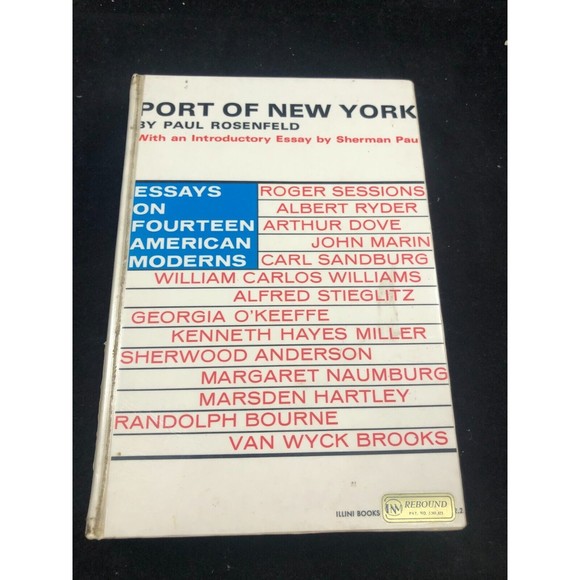 PORT OF NEW YORK
BY PAUL ROSENFELD
With an Introductory Essay by Sherman Pau
ESSAYS
ON
FOURTEEN
AMERICAN
MODERNS
ROGER SESSIONS
ALBERT RYDER
ARTHUR DOVE
JOHN MARIN
CARL SANDBURG
WILLIAM CARLOS WILLIAMS
ALFRED STIEGLITZ
GEORGIA O'KEEFFE
KENNETH HAYES MILLER
SHERWOOD ANDERSON
MARGARET NAUMBURG
MARSDEN HARTLEY
RANDOLPH BOURNE
VAN WYCK BROOKS
ILLINI BOOKS
REBOUND